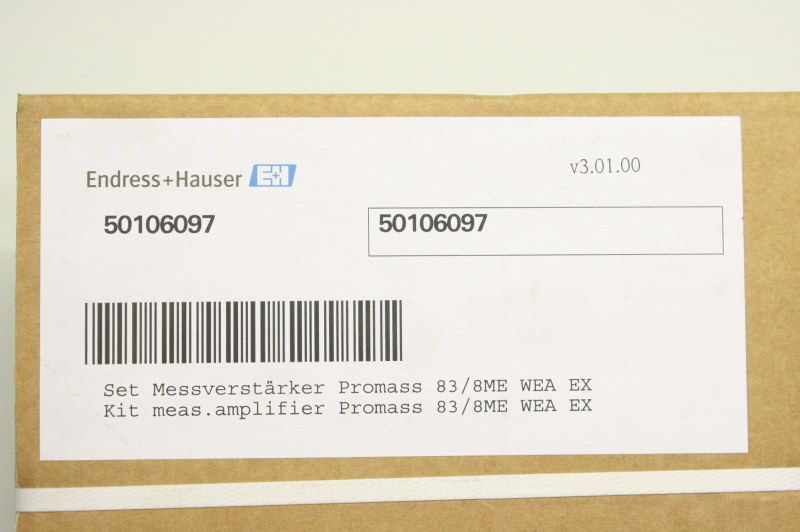 Endress+Hauser E+H
v3.01.00
50106097
50106097
Set Messverstärker Promass 83/8ME WEA EX
Kit meas.amplifier Promass 83/8ME WEA EX